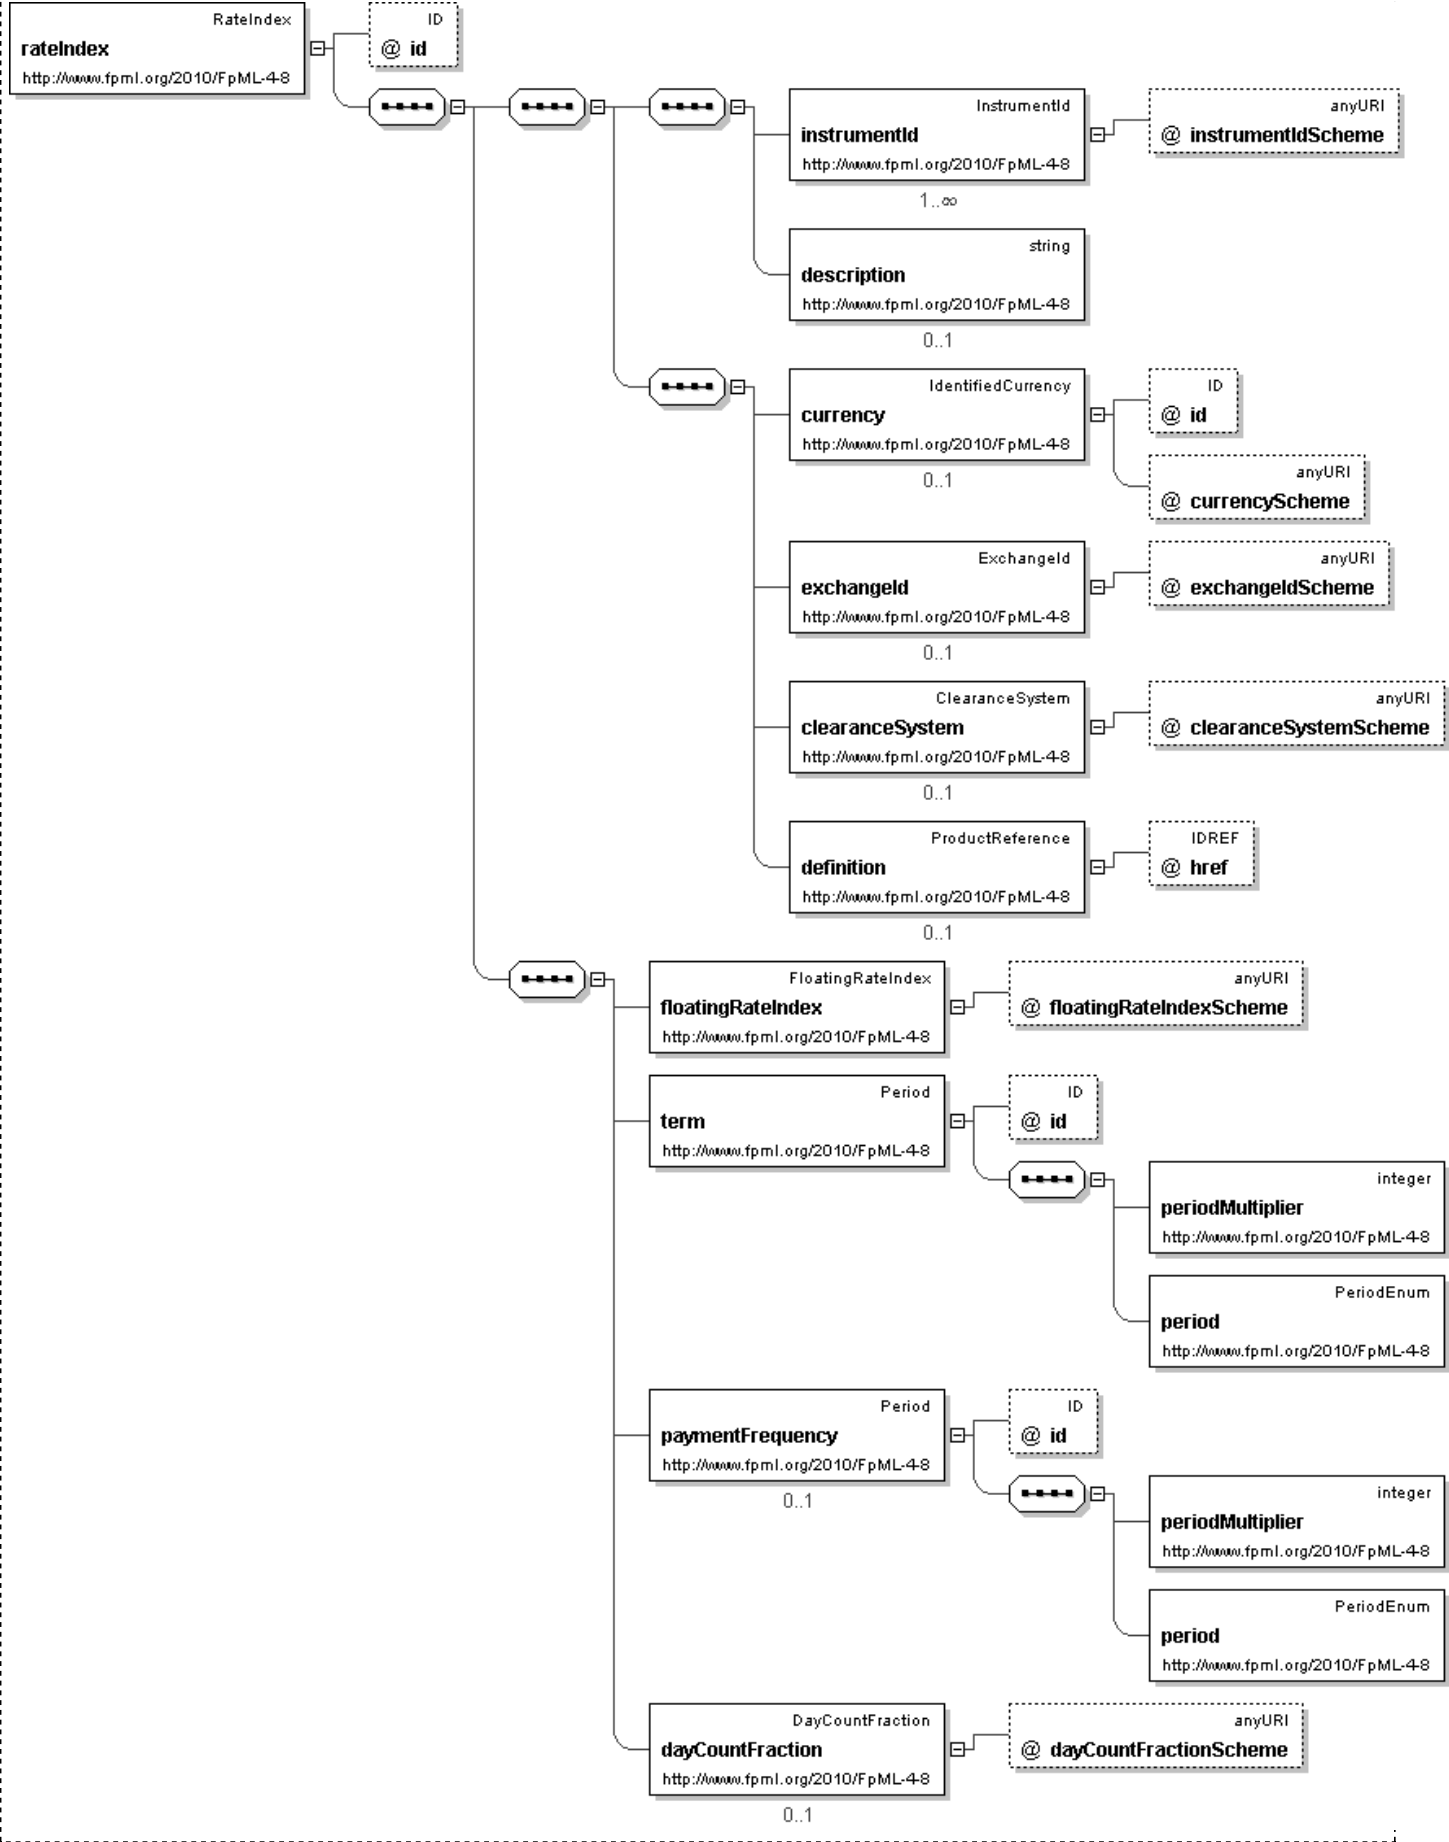 RateIndex
rateIndex
http://www.fpml.org/2010/FpML-4-8
ID
@ id
InstrumentId
instrumentId
http://www.fpml.org/2010/FpML-4-8
1..∞
anyURI
@ instrumentIdScheme
string
description
http://www.fpml.org/2010/FpML-4-8
0..1
IdentifiedCurrency
currency
http://www.fpml.org/2010/FpML-4-8
0..1
ID
@ id
anyURI
@ currencyScheme
ExchangeId
exchangeId
http://www.fpml.org/2010/FpML-4-8
0..1
anyURI
@ exchangeIdScheme
ClearanceSystem
clearanceSystem
http://www.fpml.org/2010/FpML-4-8
0..1
anyURI
@ clearanceSystemScheme
ProductReference
definition
http://www.fpml.org/2010/FpML-4-8
0..1
IDREF
@ href
FloatingRateIndex
floatingRateIndex
http://www.fpml.org/2010/FpML-4-8
anyURI
@ floatingRateIndexScheme
Period
term
http://www.fpml.org/2010/FpML-4-8
ID
@ id
integer
periodMultiplier
http://www.fpml.org/2010/FpML-4-8
PeriodEnum
period
http://www.fpml.org/2010/FpML-4-8
Period
paymentFrequency
http://www.fpml.org/2010/FpML-4-8
0..1
ID
@ id
integer
periodMultiplier
http://www.fpml.org/2010/FpML-4-8
PeriodEnum
period
http://www.fpml.org/2010/FpML-4-8
DayCountFraction
dayCountFraction
http://www.fpml.org/2010/FpML-4-8
0..1
anyURI
@ dayCountFractionScheme